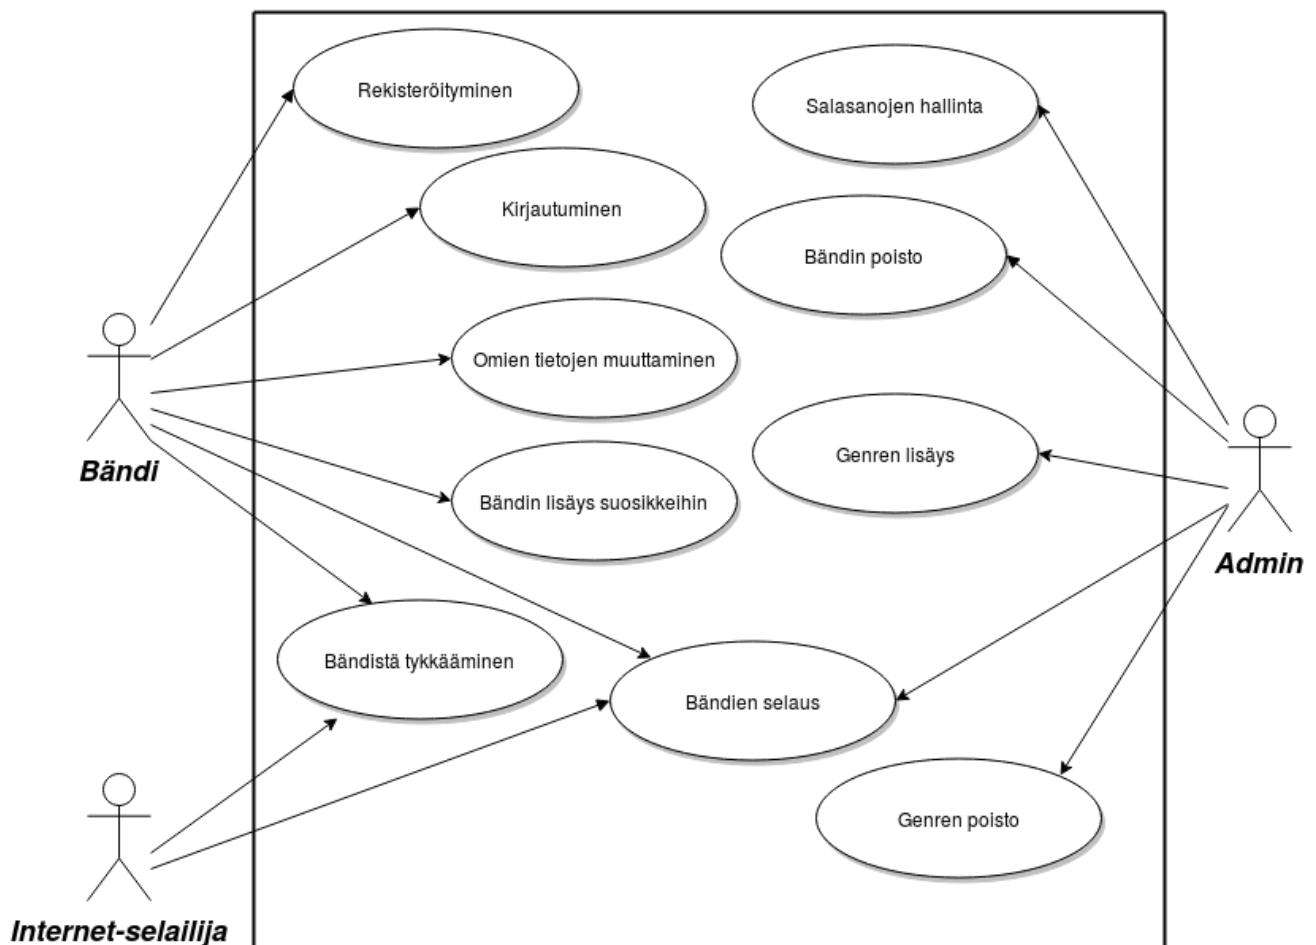 Rekisteröityminen
Salasanojen hallinta
Kirjautuminen
Bändin poisto
Omien tietojen muuttaminen
Bändi
Genren lisäys
Bändin lisäys suosikkeihin
Admin
Bändistä tykkääminen
Bändien selaus
Genren poisto
Internet-selailija